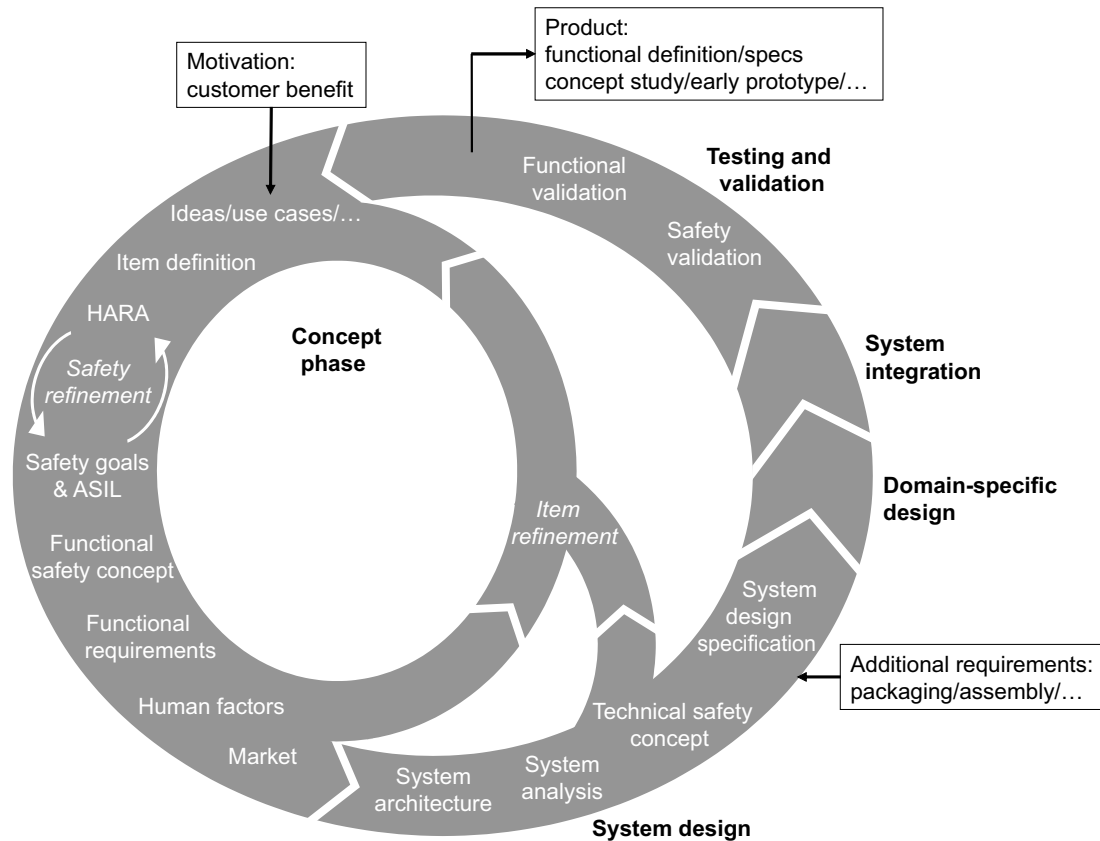 Motivation:
customer benefit
Product:
functional definition/specs
concept study/early prototype/…
Ideas/use cases/…
Item definition
HARA
Safety
refinement
Safety goals
& ASIL
Functional
safety concept
Functional
requirements
Human factors
Market
Concept
phase
Item
refinement
System
architecture
System
analysis
Technical safety
concept
System
design
specification
System design
Additional requirements:
packaging/assembly/…
Domain-specific
design
System
integration
Testing and
validation
Safety
validation
Functional
validation